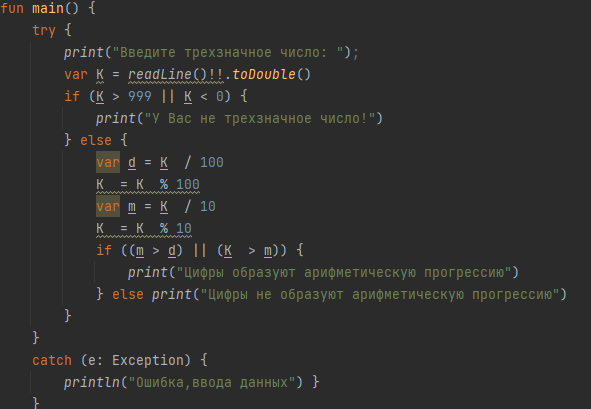 fun main() {
try {
print("Введите трехзначное число: ");
var K = readLine()!!.toDouble()
if (K > 999 || K < 0) {
print("У Вас не трехзначное число!")
} else {
var d = K / 100
K = K % 100
var m = K / 10
K = K % 10
if ((m > d) || (K > m)) {
print("Цифры образуют арифметическую прогрессию")
} else print("Цифры не образуют арифметическую прогрессию")
}
}
catch (e: Exception) {
println("Ошибка,ввода данных") }
}